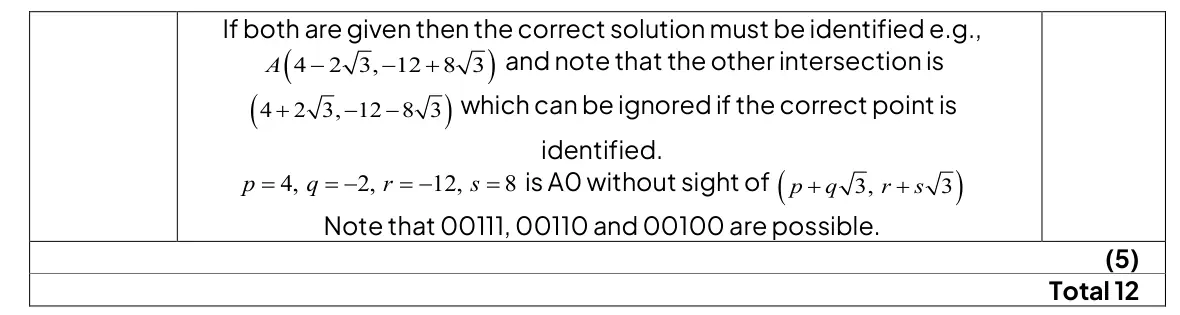 If both are given then the correct solution must be identified e.g.,
A(4 − 2√3, −12 + 8√3) and note that the other intersection is
(4 + 2√3, −12 − 8√3) which can be ignored if the correct point is
identified.
p = 4, q = −2, r = −12, s = 8 is A0 without sight of (p + q√3, r + s√3)
Note that 00111, 00110 and 00100 are possible.
(5)
Total 12